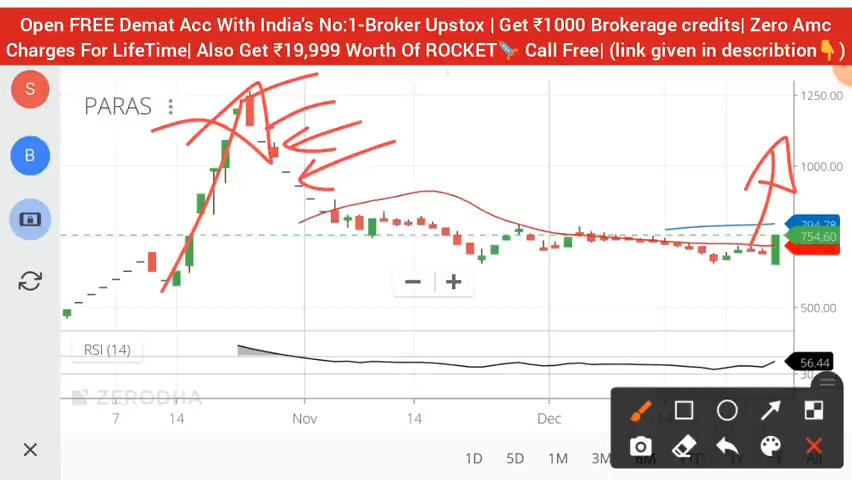 Open FREE Demat Acc With India's No:1-Broker Upstox | Get ₹1000 Brokerage credits| Zero Amc
Charges For LifeTime| Also Get ₹19,999 Worth Of ROCKET🚀 Call Free| (link given in describtion👇)
S
PARAS
1250.00
B
1000.00
794.78
754.60
500.00
RSI (14)
56.44
ZERODHA
7 14 Nov 14 Dec
1D 5D 1M